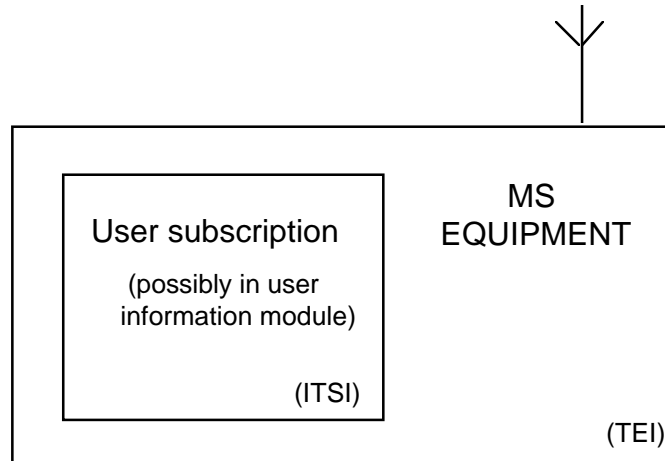 User subscription
(possibly in user
information module)
(ITSI)
MS
EQUIPMENT
(TEI)